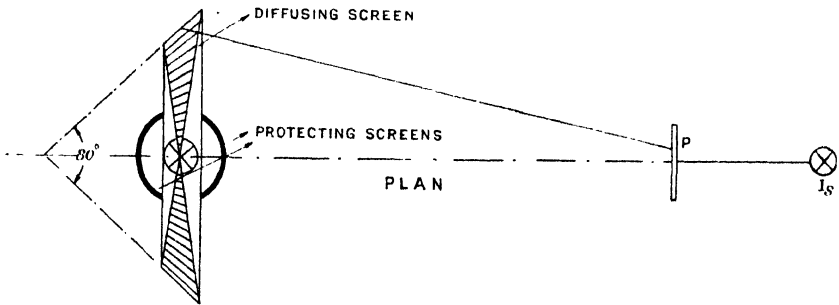 DIFFUSING SCREEN
PROTECTING SCREENS
80°
P
PLAN
Is